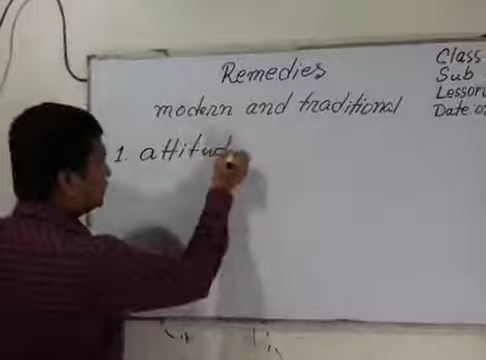 Remedies
modern and traditional
1. attitud
Class
Sub
Lesson
Date o